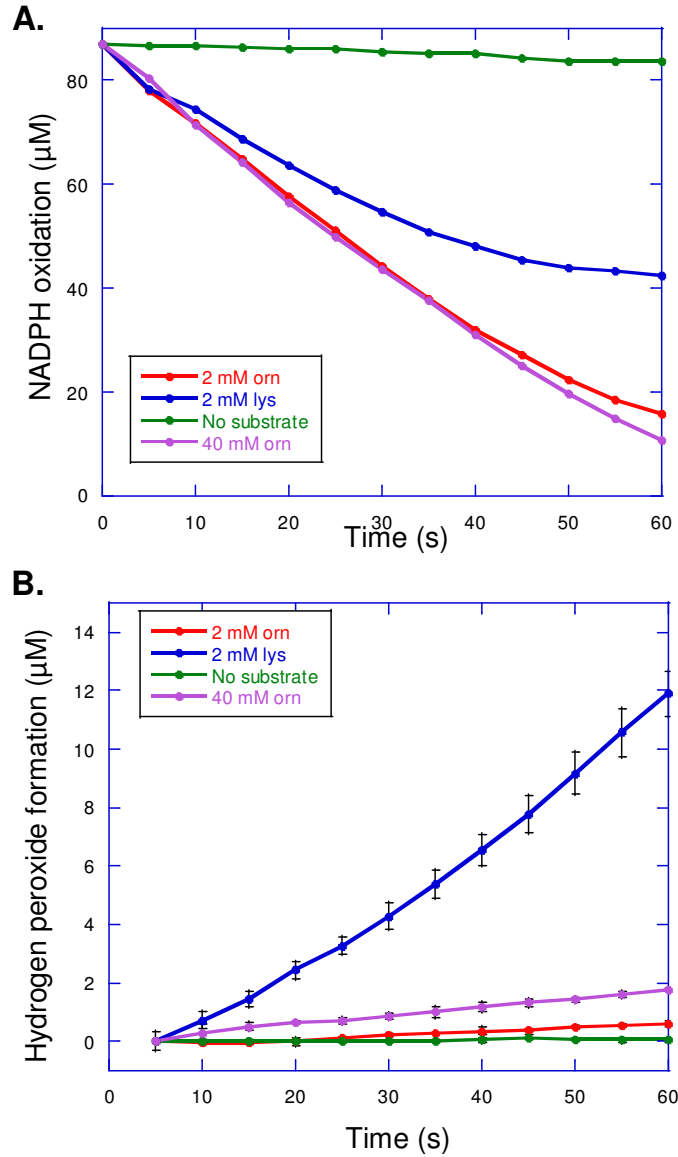 A.
NADPH oxidation (µM)
80
60
40
20
0
2 mM orn
2 mM lys
No substrate
40 mM orn
0 10 20 30 40 50 60
Time (s)
B.
Hydrogen peroxide formation (µM)
2 mM orn
2 mM lys
No substrate
40 mM orn
14
12
10
8
6
4
2
0
0 10 20 30 40 50 60
Time (s)